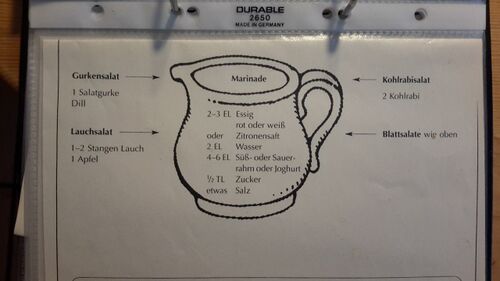 DURABLE
2650
MADE IN GERMANY
Gurkensalat
1 Salatgurke
Dill
Lauchsalat
1–2 Stangen Lauch
1 Apfel
Marinade
2–3 EL Essig
rot oder weiß
oder Zitronensaft
2 EL Wasser
4–6 EL Süß- oder Sauer-
rahm oder Joghurt
½ TL Zucker
etwas Salz
Kohlrabisalat
2 Kohlrabi
Blattsalate wig oben